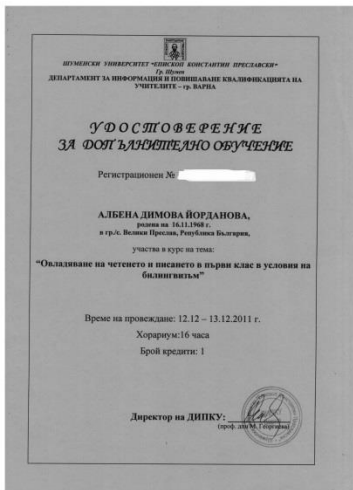 ШУМЕНСКИ УНИВЕРСИТЕТ "ЕПИСКОП КОНСТАНТИН ПРЕСЛАВСКИ"
Гр. Шумен
ДЕПАРТАМЕНТ ЗА ИНФОРМАЦИЯ И ПОВИШАВАНЕ КВАЛИФИКАЦИЯТА НА
УЧИТЕЛИТЕ – гр. ВАРНА
УДОСТОВЕРЕНИЕ
ЗА ДОПЪЛНИТЕЛНО ОБУЧЕНИЕ
Регистрационен №
АЛБЕНА ДИМОВА ЙОРДАНОВА,
родена на 16.11.1968 г.
в гр./с. Велики Преслав, Република България,
участва в курс на тема:
“Овладяване на четенето и писането в първи клас в условия на
билингвизъм”
Време на провеждане: 12.12 – 13.12.2011 г.
Хорариум:16 часа
Брой кредити: 1
Директор на ДИПКУ:
(проф. дпн М. Георгиева)